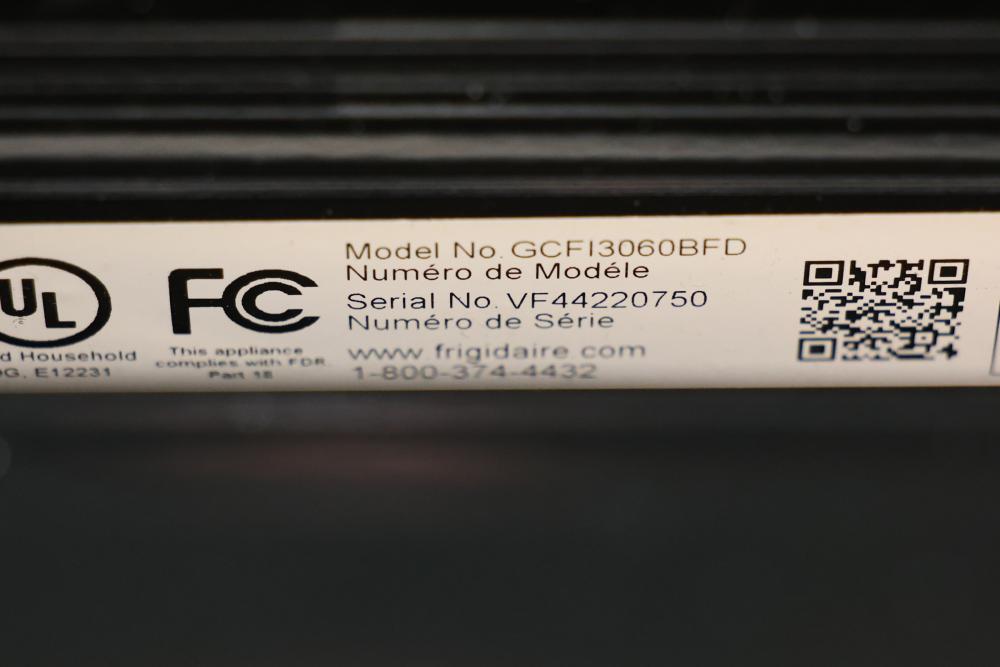 UL
d Household
E12231
FC
This appliance
complies with FDR
Part 18
Model No. GCFI3060BFD
Numéro de Modéle
Serial No. VF44220750
Numéro de Série
www.frigidaire.com
1-800-374-4432